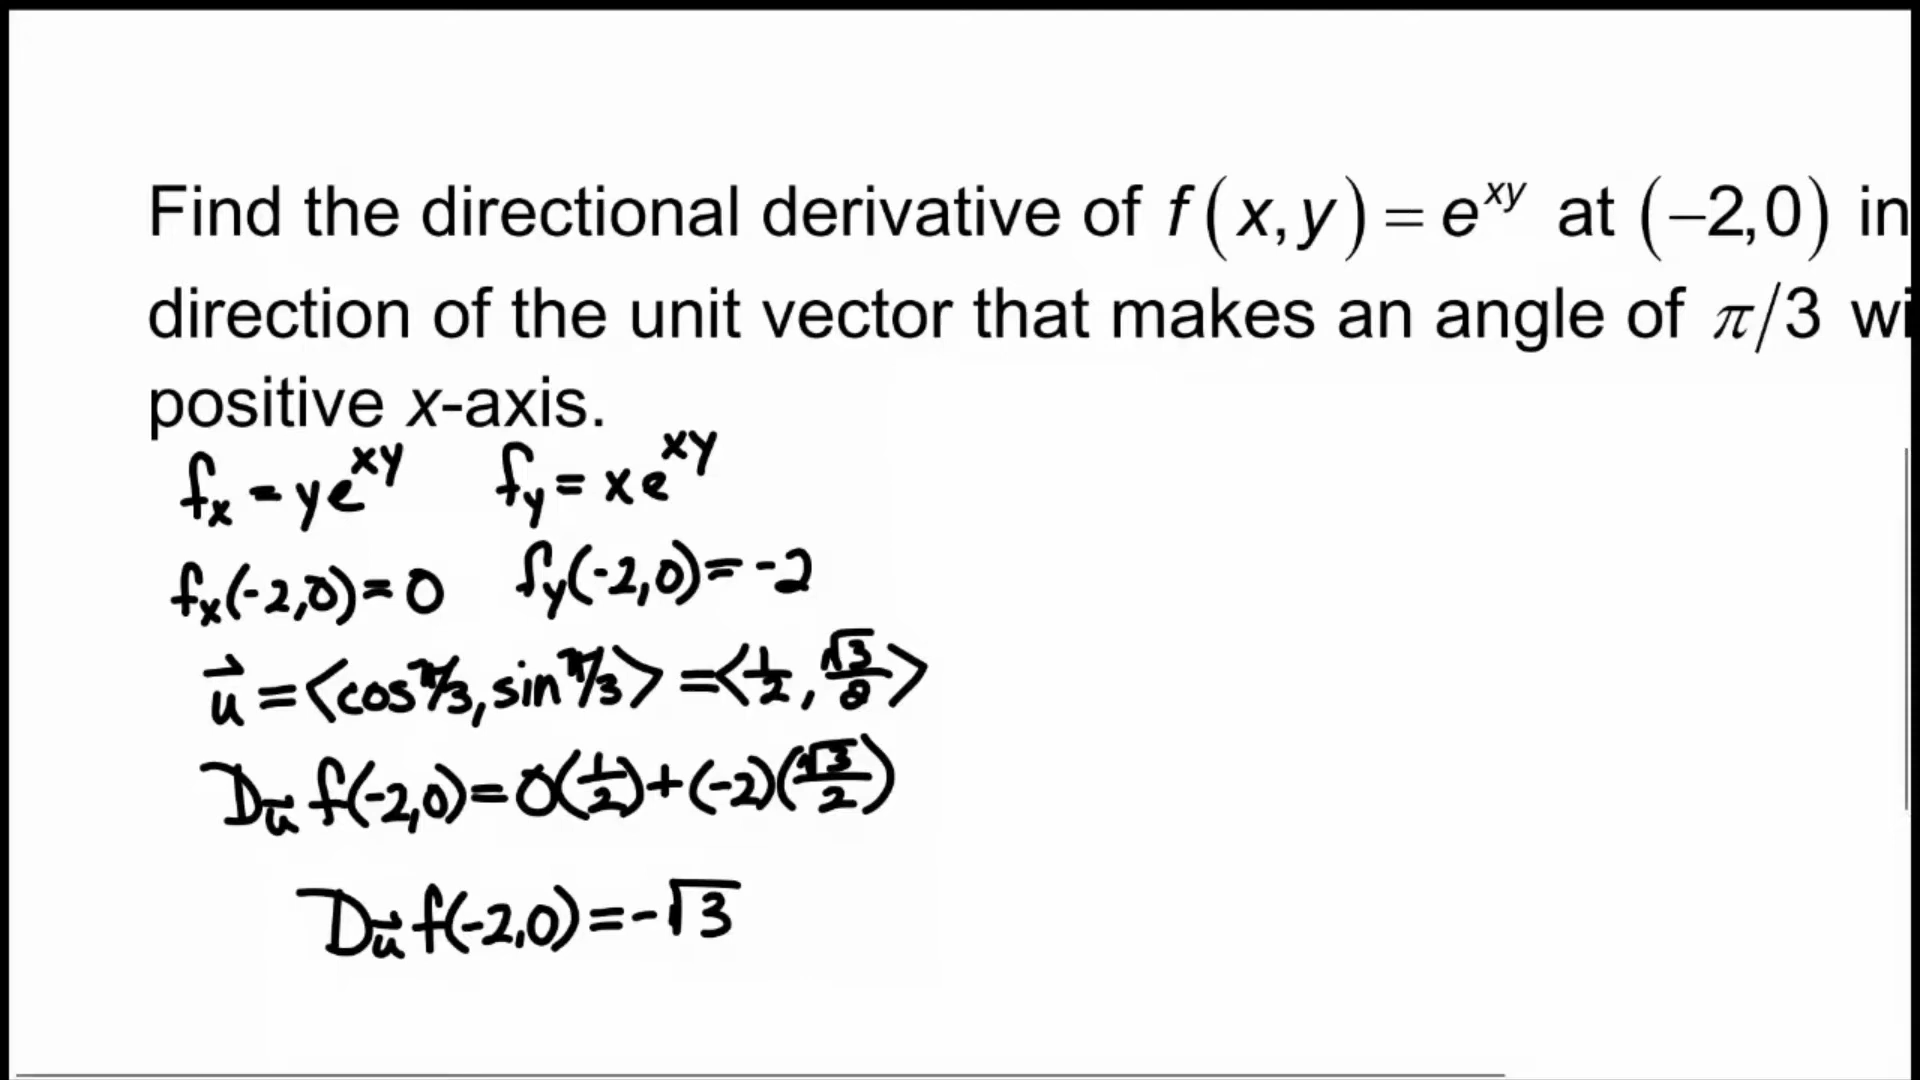 Find the directional derivative of f(x,y) = e^xy at (−2,0) in
direction of the unit vector that makes an angle of π/3 wi
positive x-axis.
fx = ye^xy   fy = xe^xy
fx(-2,0) = 0   fy(-2,0) = -2
u⃗ = ⟨cos π/3, sin π/3⟩ = ⟨1/2, √3/2⟩
Du⃗ f(-2,0) = 0(1/2) + (-2)(√3/2)
Du⃗ f(-2,0) = -√3